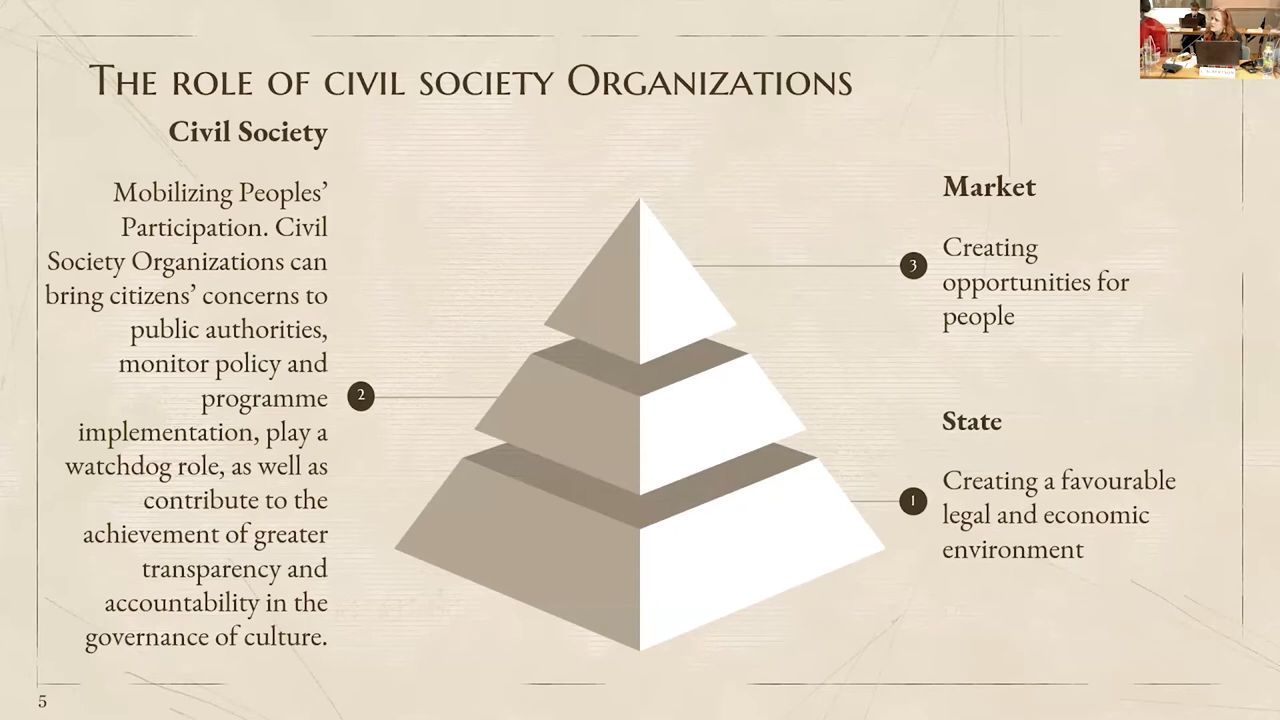 The role of civil society Organizations
Civil Society
Mobilizing Peoples’
Participation. Civil
Society Organizations can
bring citizens’ concerns to
public authorities,
monitor policy and
programme
implementation, play a
watchdog role, as well as
contribute to the
achievement of greater
transparency and
accountability in the
governance of culture.
2
Market
Creating
opportunities for
people
3
State
Creating a favourable
legal and economic
environment
1
5